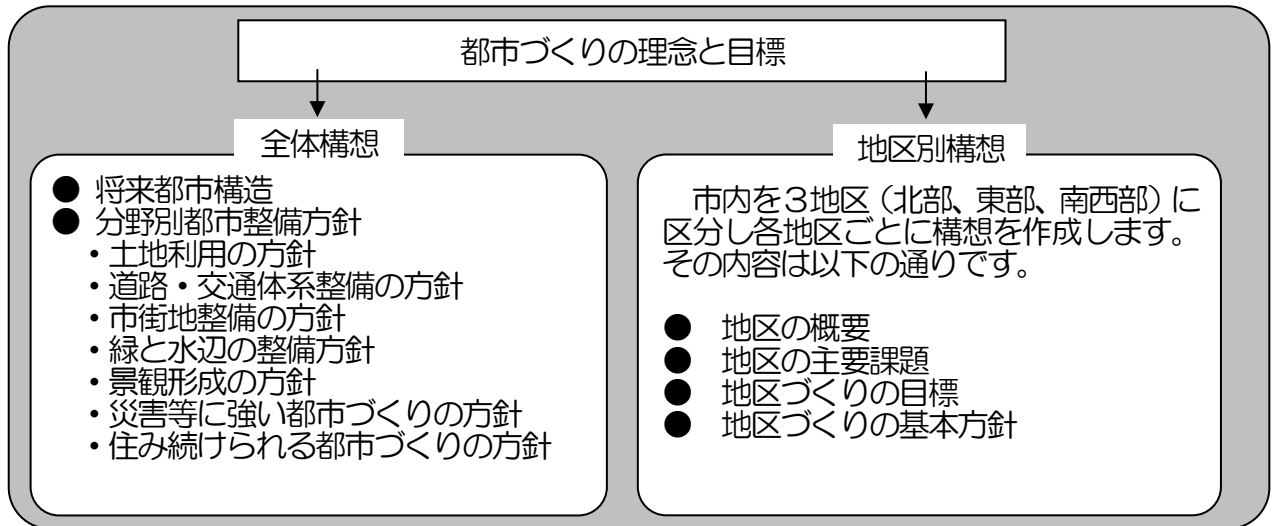 都市づくりの理念と目標
全体構想
● 将来都市構造
● 分野別都市整備方針
・土地利用の方針
・道路・交通体系整備の方針
・市街地整備の方針
・緑と水辺の整備方針
・景観形成の方針
・災害等に強い都市づくりの方針
・住み続けられる都市づくりの方針
地区別構想
市内を3地区(北部、東部、南西部)に
区分し各地区ごとに構想を作成します。
その内容は以下の通りです。
● 地区の概要
● 地区の主要課題
● 地区づくりの目標
● 地区づくりの基本方針